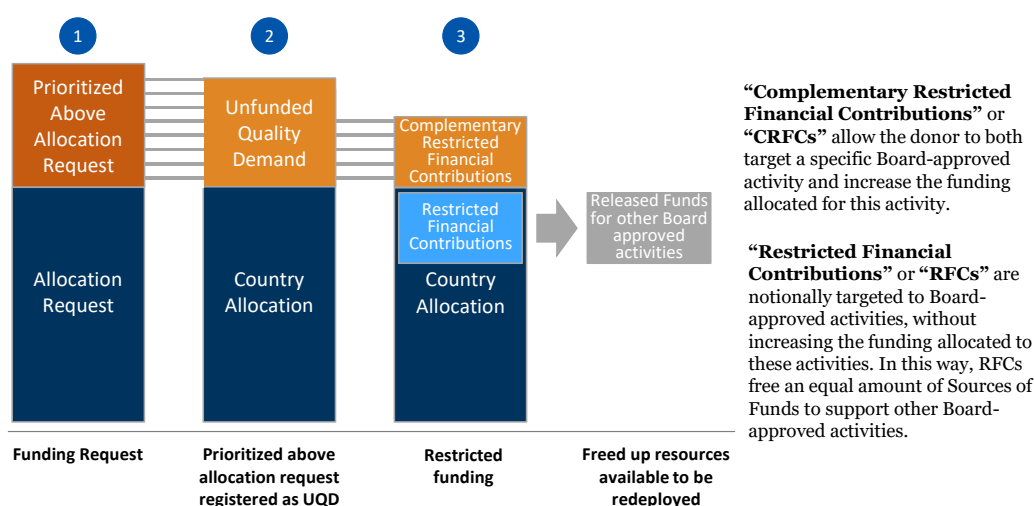 1
2
3
Prioritized
Above
Allocation
Request
Allocation
Request
Unfunded
Quality
Demand
Country
Allocation
Complementary
Restricted
Financial
Contributions
Restricted
Financial
Contributions
Country
Allocation
Released Funds
for other Board
approved
activities
“Complementary Restricted
Financial Contributions” or
“CRFCs” allow the donor to both
target a specific Board-approved
activity and increase the funding
allocated for this activity.
“Restricted Financial
Contributions” or “RFCs” are
notionally targeted to Board-
approved activities, without
increasing the funding allocated to
these activities. In this way, RFCs
free an equal amount of Sources of
Funds to support other Board-
approved activities.
Funding Request
Prioritized above
allocation request
registered as UQD
Restricted
funding
Freed up resources
available to be
redeployed